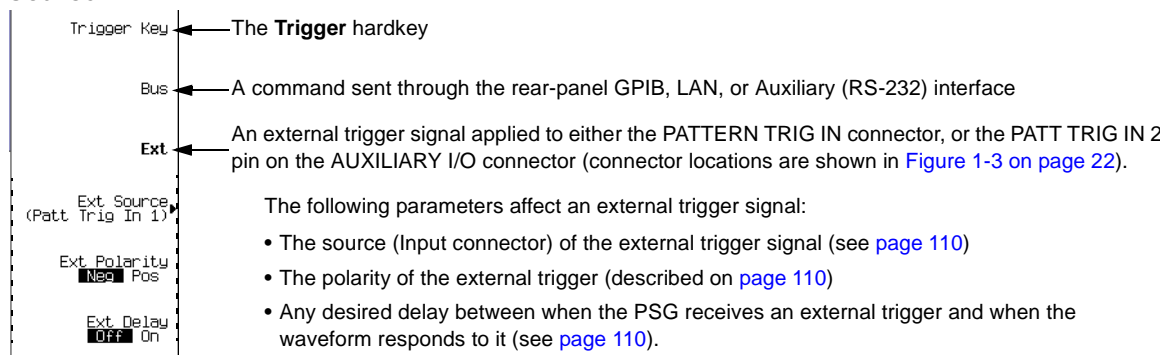 Trigger Key
The Trigger hardkey
Bus
A command sent through the rear-panel GPIB, LAN, or Auxiliary (RS-232) interface
Ext
An external trigger signal applied to either the PATTERN TRIG IN connector, or the PATT TRIG IN 2
pin on the AUXILIARY I/O connector (connector locations are shown in Figure 1-3 on page 22).
Ext Source
(Patt Trig In 1)
The following parameters affect an external trigger signal:
• The source (Input connector) of the external trigger signal (see page 110)
Ext Polarity
Neg Pos
• The polarity of the external trigger (described on page 110)
Ext Delay
Off On
• Any desired delay between when the PSG receives an external trigger and when the
waveform responds to it (see page 110).